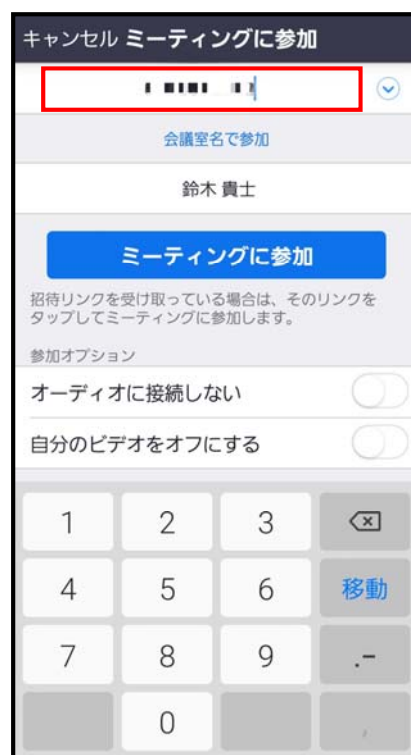 キャンセル ミーティングに参加
会議室名で参加
鈴木 貴士
ミーティングに参加
招待リンクを受け取っている場合は、そのリンクを
タップしてミーティングに参加します。
参加オプション
オーディオに接続しない
自分のビデオをオフにする
1 2 3
4 5 6 移動
7 8 9 .-
0 ,